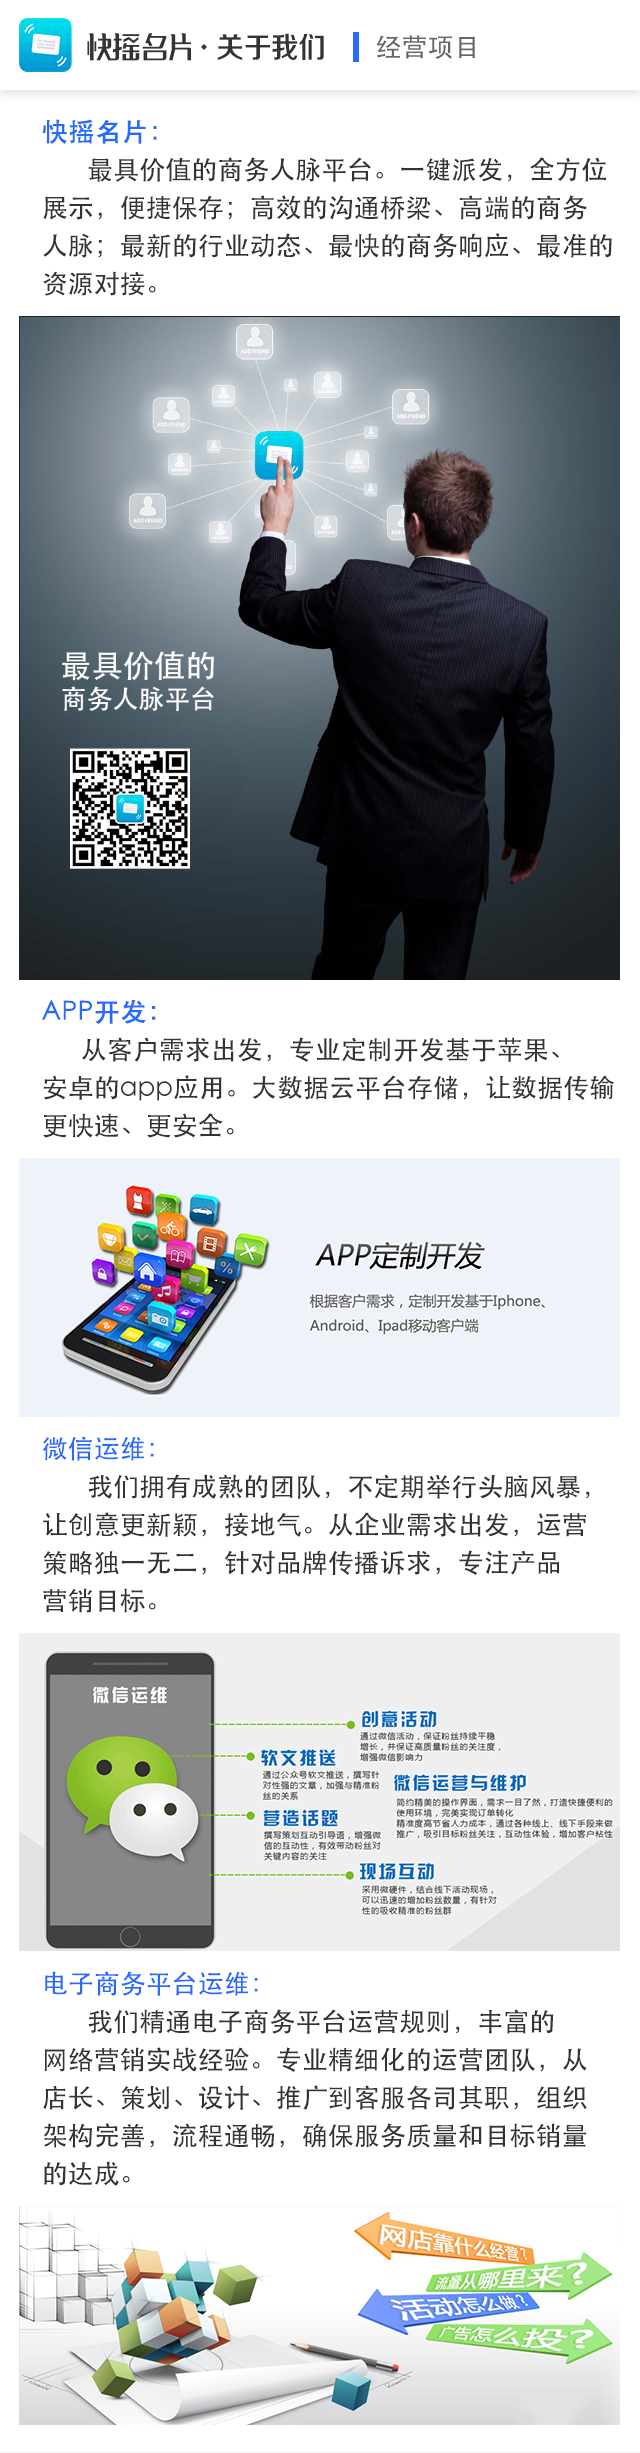 快摇名片·关于我们
经营项目
快摇名片：
最具价值的商务人脉平台。一键派发，全方位
展示，便捷保存；高效的沟通桥梁、高端的商务
人脉；最新的行业动态、最快的商务响应、最准的
资源对接。
ADD FRIEND
ADD FRIEND
ADD FRIEND
ADD FRIEND
最具价值的
商务人脉平台
APP开发：
从客户需求出发，专业定制开发基于苹果、
安卓的app应用。大数据云平台存储，让数据传输
更快速、更安全。
APP定制开发
根据客户需求，定制开发基于Iphone、
Android、Ipad移动客户端
微信运维：
我们拥有成熟的团队，不定期举行头脑风暴，
让创意更新颖，接地气。从企业需求出发，运营
策略独一无二，针对品牌传播诉求，专注产品
营销目标。
微信运维
创意活动
通过微信活动，保证粉丝持续平稳
增长，并保证高质量粉丝的关注度，
增强微信影响力
软文推送
通过公众号软文推送，撰写针
对性强的文章，加强与精准粉
丝的关系
微信运营与维护
简约精美的操作界面，需求一目了然，打造快捷便利的
使用环境，完美实现订单转化
精准度高节省人力成本，通过各种线上、线下手段来做
推广，吸引目标粉丝关注，互动性体验，增加客户粘性
营造话题
撰写策划互动引导语，增强微
信的互动性，有效带动粉丝对
关键内容的关注
现场互动
采用微硬件，结合线下活动现场，
可以迅速的增加粉丝数量，有针对
性的吸收精准的粉丝群
电子商务平台运维：
我们精通电子商务平台运营规则，丰富的
网络营销实战经验。专业精细化的运营团队，从
店长、策划、设计、推广到客服各司其职，组织
架构完善，流程通畅，确保服务质量和目标销量
的达成。
网店靠什么经营？
流量从哪里来？
活动怎么做？
广告怎么投？